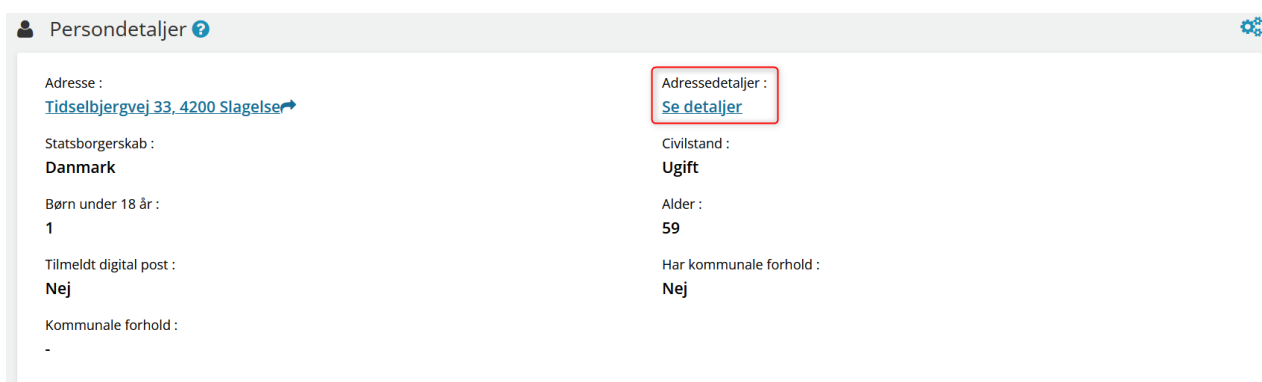 Persondetaljer
Adresse :
Tidselbjergvej 33, 4200 Slagelse
Adressedetaljer :
Se detaljer
Statsborgerskab :
Danmark
Civilstand :
Ugift
Børn under 18 år :
1
Alder :
59
Tilmeldt digital post :
Nej
Har kommunale forhold :
Nej
Kommunale forhold :
-